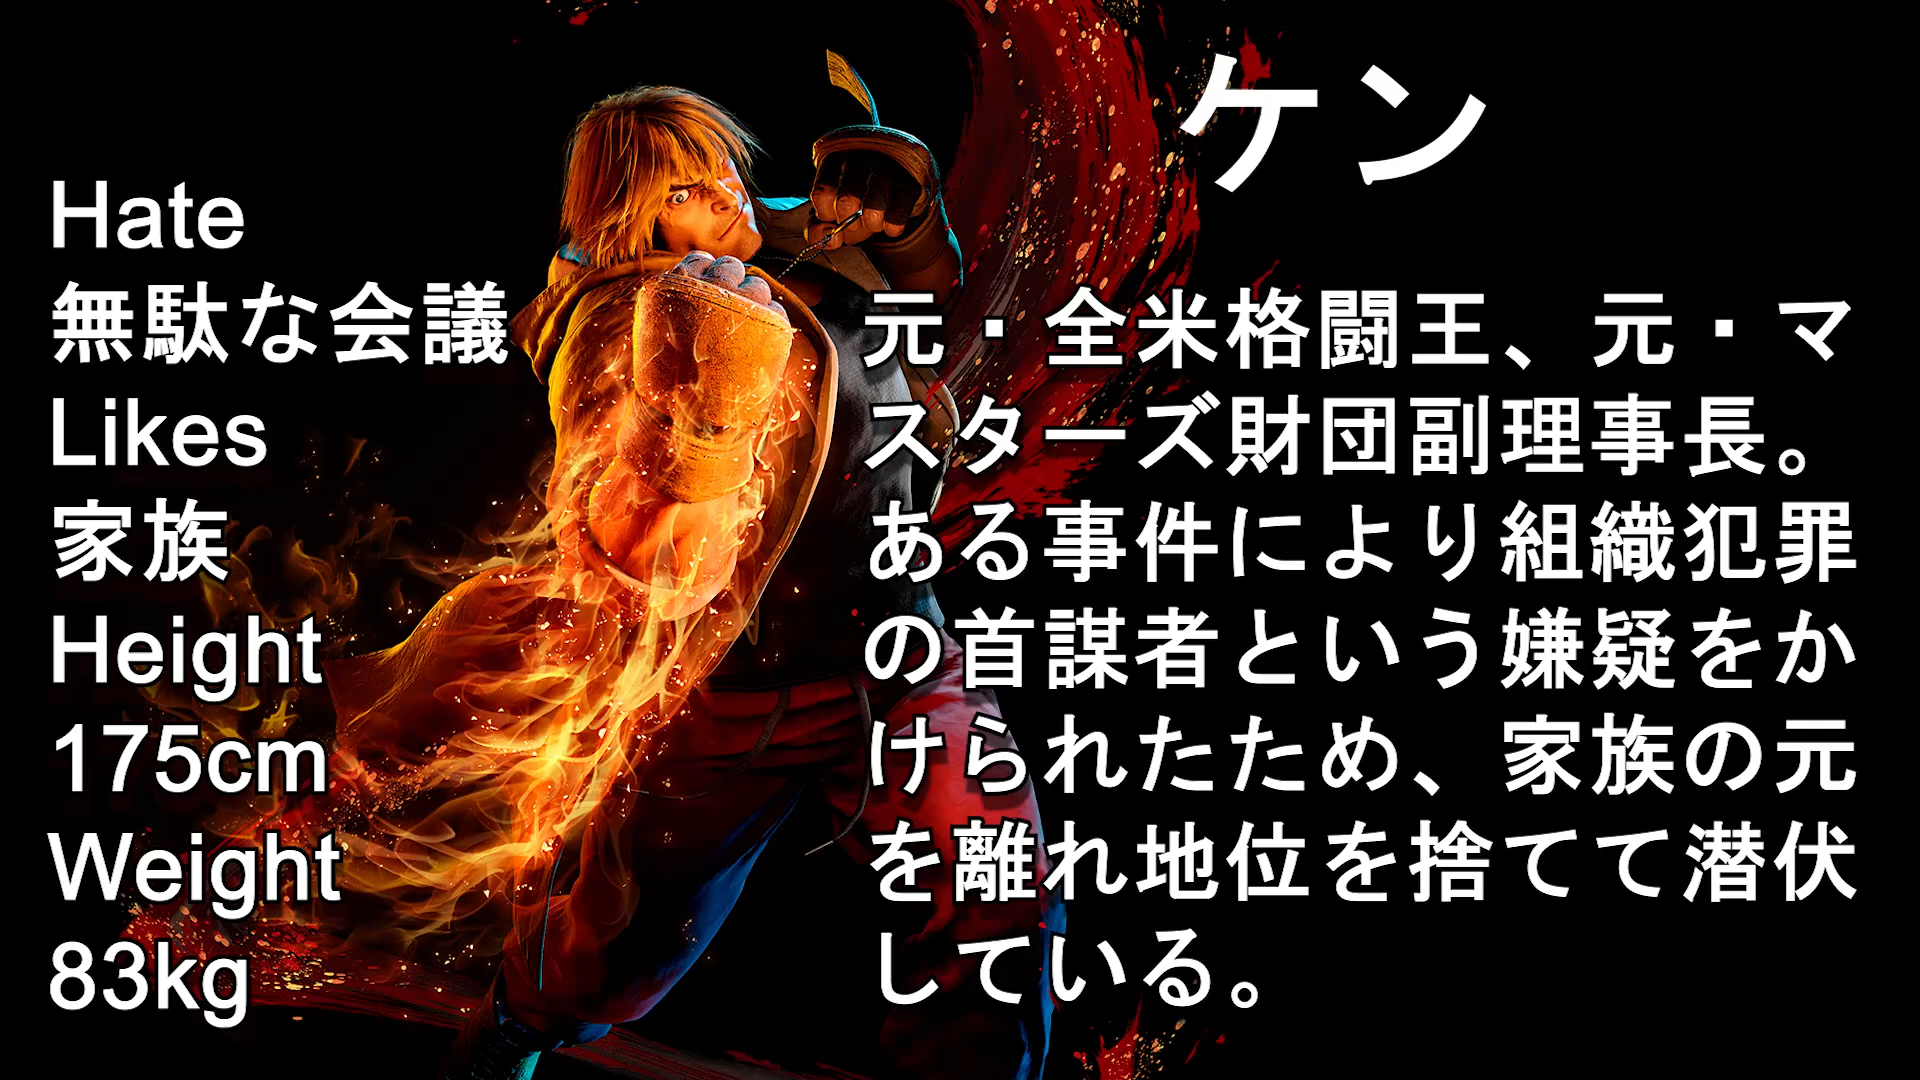 ケン
Hate
無駄な会議
Likes
家族
Height
175cm
Weight
83kg
元・全米格闘王、元・マ
スターズ財団副理事長。
ある事件により組織犯罪
の首謀者という嫌疑をか
けられたため、家族の元
を離れ地位を捨てて潜伏
している。